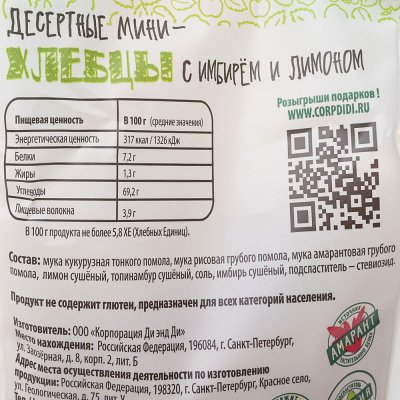 ДЕСЕРТНЫЕ МИНИ-
ХЛЕБЦЫ С ИМБИРЁМ И ЛИМОНОМ
Розыгрыши подарков !
WWW.CORPDIDI.RU
Пищевая ценность В 100 г (средние значения)
Энергетическая ценность 317 ккал / 1326 кДж
Белки 7,2 г
Жиры 1,3 г
Углеводы 69,2 г
Пищевые волокна 3,9 г
В 100 г продукта не более 5,8 ХЕ (Хлебных Единиц).
Состав: мука кукурузная тонкого помола, мука рисовая грубого помола, мука амарантовая грубого
помола, лимон сушёный, топинамбур сушёный, соль, имбирь сушёный, подсластитель – стевиозид.
Продукт не содержит глютен, предназначен для всех категорий населения.
Изготовитель: ООО «Корпорация Ди энд Ди»
Место нахождения: Российская Федерация, 196084, г. Санкт-Петербург,
ул. Заозёрная, д. 8, корп. 2, лит. Б
Адрес места осуществления деятельности по изготовлению
продукции: Российская Федерация, 198320, г. Санкт-Петербург, Красное село,
ул. Геологическая, д. 75, лит.
АМАРАНТ